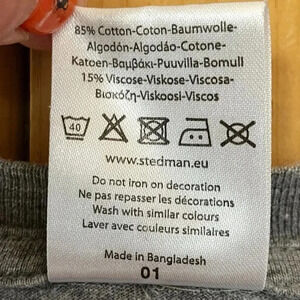 85% Cotton-Coton-Baumwolle-
Algodón-Algodão-Cotone-
Katoen-Βαμβάκι-Puuvilla-Bomull
15% Viscose-Viskose-Viscosa-
Βισκόζη-Viskoosi-Viscos
40
www.stedman.eu
Do not iron on decoration
Ne pas repasser les décorations
Wash with similar colours
Laver avec couleurs similaires
Made in Bangladesh
01